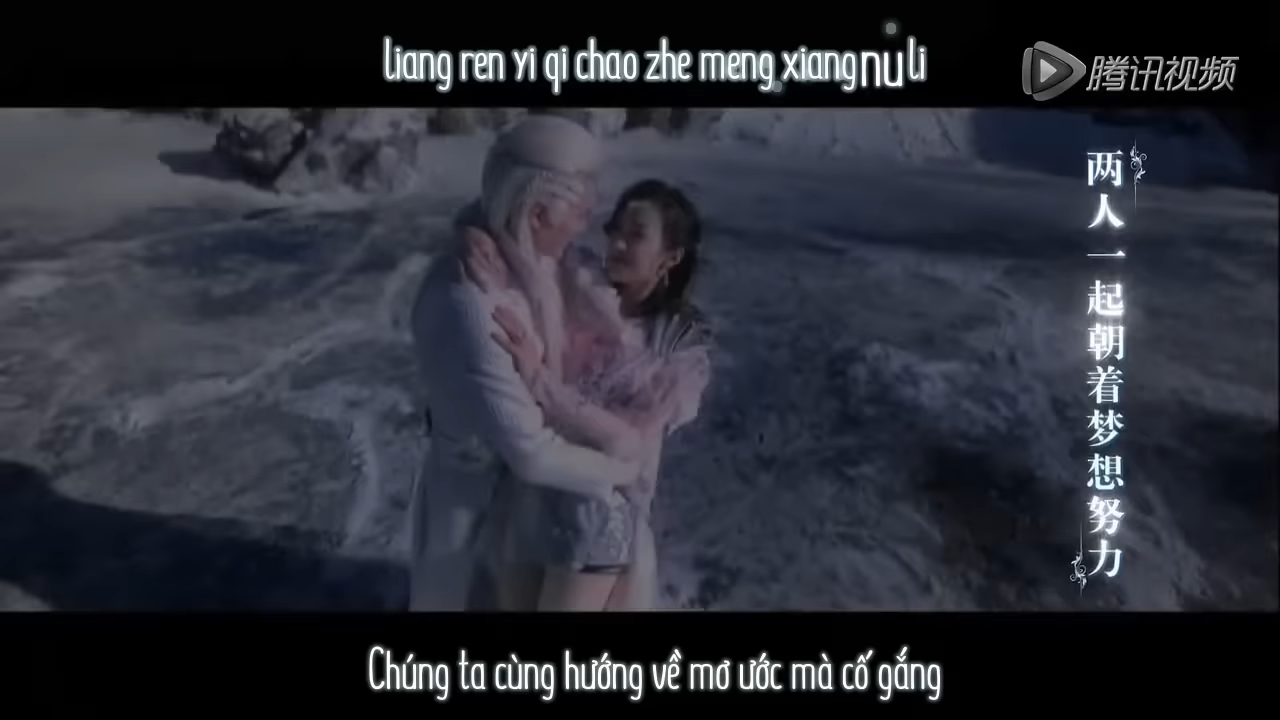 liang ren yi qi chao zhe meng xiang nu li
腾讯视频
两人一起朝着梦想努力
Chúng ta cùng hướng về mơ ước mà cố gắng